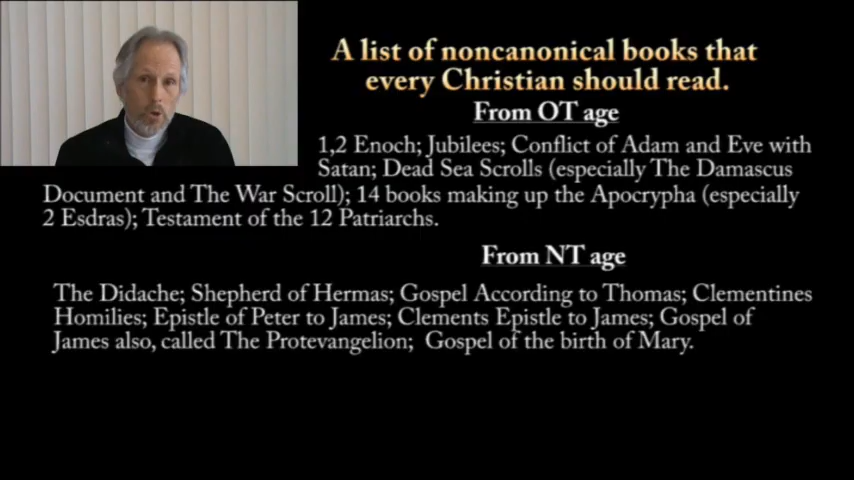 A list of noncanonical books that
every Christian should read.
From OT age
1,2 Enoch; Jubilees; Conflict of Adam and Eve with
Satan; Dead Sea Scrolls (especially The Damascus
Document and The War Scroll); 14 books making up the Apocrypha (especially
2 Esdras); Testament of the 12 Patriarchs.
From NT age
The Didache; Shepherd of Hermas; Gospel According to Thomas; Clementines
Homilies; Epistle of Peter to James; Clements Epistle to James; Gospel of
James also, called The Protevangelion;  Gospel of the birth of Mary.